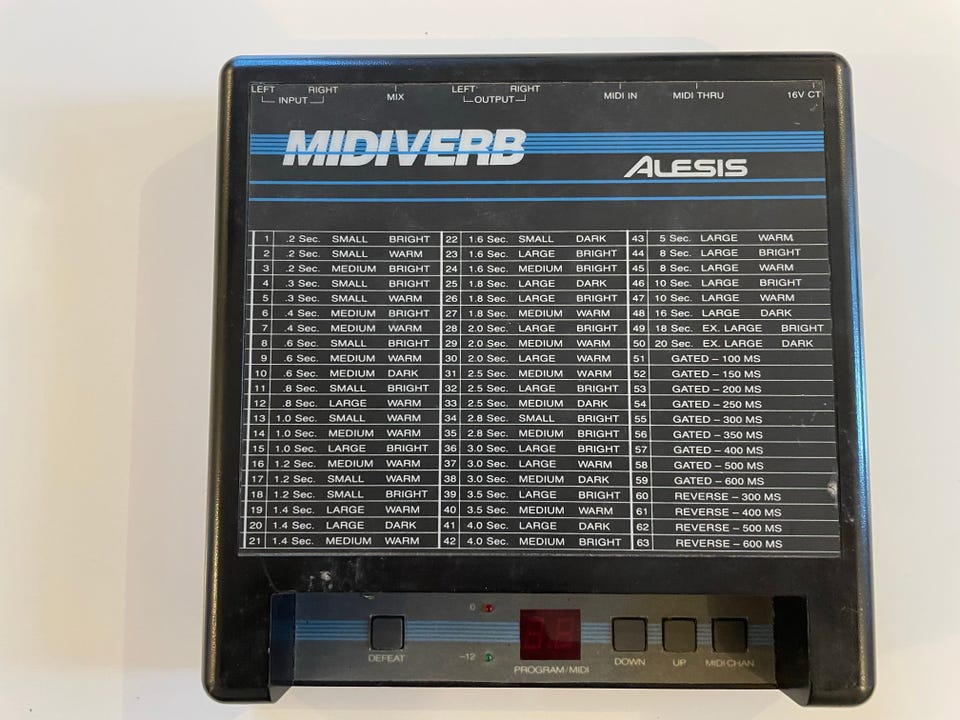 LEFT RIGHT MIX LEFT RIGHT MIDI IN MIDI THRU 16V CT
INPUT OUTPUT
MIDIVERB
ALESIS
1 .2 Sec. SMALL BRIGHT 22 1.6 Sec. SMALL DARK 43 5 Sec. LARGE WARM
2 .2 Sec. SMALL WARM 23 1.6 Sec. LARGE BRIGHT 44 8 Sec. LARGE BRIGHT
3 .2 Sec. MEDIUM BRIGHT 24 1.6 Sec. MEDIUM BRIGHT 45 8 Sec. LARGE WARM
4 .3 Sec. SMALL BRIGHT 25 1.8 Sec. LARGE DARK 46 10 Sec. LARGE BRIGHT
5 .3 Sec. SMALL WARM 26 1.8 Sec. LARGE BRIGHT 47 10 Sec. LARGE WARM
6 .4 Sec. MEDIUM BRIGHT 27 1.8 Sec. MEDIUM WARM 48 16 Sec. LARGE DARK
7 .4 Sec. MEDIUM WARM 28 2.0 Sec. LARGE BRIGHT 49 18 Sec. EX. LARGE BRIGHT
8 .6 Sec. SMALL BRIGHT 29 2.0 Sec. MEDIUM WARM 50 20 Sec. EX. LARGE DARK
9 .6 Sec. MEDIUM WARM 30 2.0 Sec. LARGE WARM 51 GATED – 100 MS
10 .6 Sec. MEDIUM DARK 31 2.5 Sec. MEDIUM WARM 52 GATED – 150 MS
11 .8 Sec. SMALL BRIGHT 32 2.5 Sec. LARGE BRIGHT 53 GATED – 200 MS
12 .8 Sec. LARGE WARM 33 2.5 Sec. MEDIUM DARK 54 GATED – 250 MS
13 1.0 Sec. SMALL WARM 34 2.8 Sec. SMALL BRIGHT 55 GATED – 300 MS
14 1.0 Sec. MEDIUM WARM 35 2.8 Sec. MEDIUM BRIGHT 56 GATED – 350 MS
15 1.0 Sec. LARGE BRIGHT 36 3.0 Sec. LARGE BRIGHT 57 GATED – 400 MS
16 1.2 Sec. MEDIUM WARM 37 3.0 Sec. LARGE WARM 58 GATED – 500 MS
17 1.2 Sec. SMALL WARM 38 3.0 Sec. MEDIUM DARK 59 GATED – 600 MS
18 1.2 Sec. SMALL BRIGHT 39 3.5 Sec. LARGE BRIGHT 60 REVERSE – 300 MS
19 1.4 Sec. LARGE WARM 40 3.5 Sec. MEDIUM WARM 61 REVERSE – 400 MS
20 1.4 Sec. LARGE DARK 41 4.0 Sec. LARGE DARK 62 REVERSE – 500 MS
21 1.4 Sec. MEDIUM WARM 42 4.0 Sec. MEDIUM BRIGHT 63 REVERSE – 600 MS
0
–12
DEFEAT PROGRAM/MIDI DOWN UP MIDI CHAN